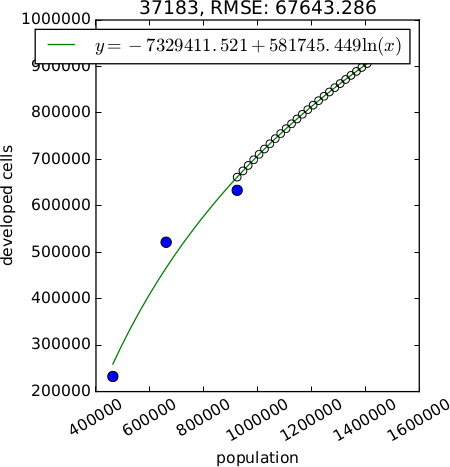 37183, RMSE: 67643.286
y = − 7329411.521 + 581745.449ln(x)
1000000
900000
800000
700000
600000
500000
400000
300000
200000
developed cells
400000 600000 800000 1000000 1200000 1400000 1600000
population